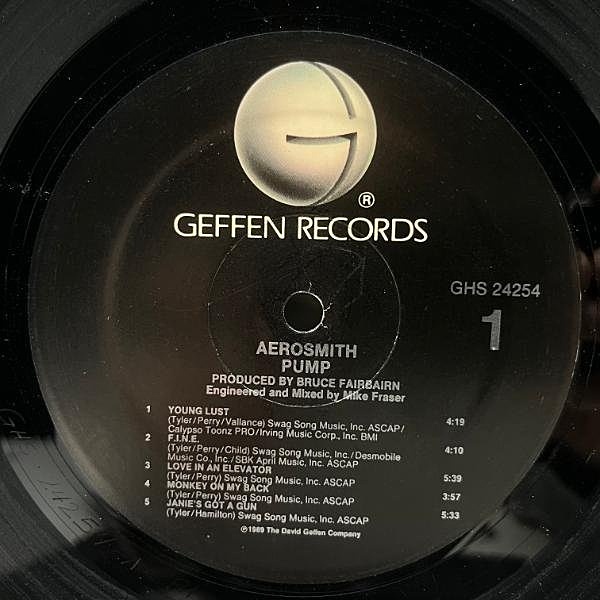 G
®
GEFFEN RECORDS
GHS 24254
1
AEROSMITH
PUMP
PRODUCED BY BRUCE FAIRBAIRN
Engineered and Mixed by Mike Fraser
1 YOUNG LUST
(Tyler/Perry/Vallance) Swag Song Music, Inc. ASCAP/
Calypso Toonz PRO/Irving Music Corp., Inc. BMI 4:19
2 F.I.N.E.
(Tyler/Perry/Child) Swag Song Music, Inc./Desmobile 4:10
Music Co., Inc./SBK April Music, Inc. ASCAP
3 LOVE IN AN ELEVATOR
(Tyler/Perry) Swag Song Music, Inc. ASCAP 5:39
4 MONKEY ON MY BACK
(Tyler/Perry) Swag Song Music, Inc. ASCAP 3:57
5 JANIE'S GOT A GUN
(Tyler/Hamilton) Swag Song Music, Inc. ASCAP 5:33
℗1989 The David Geffen Company